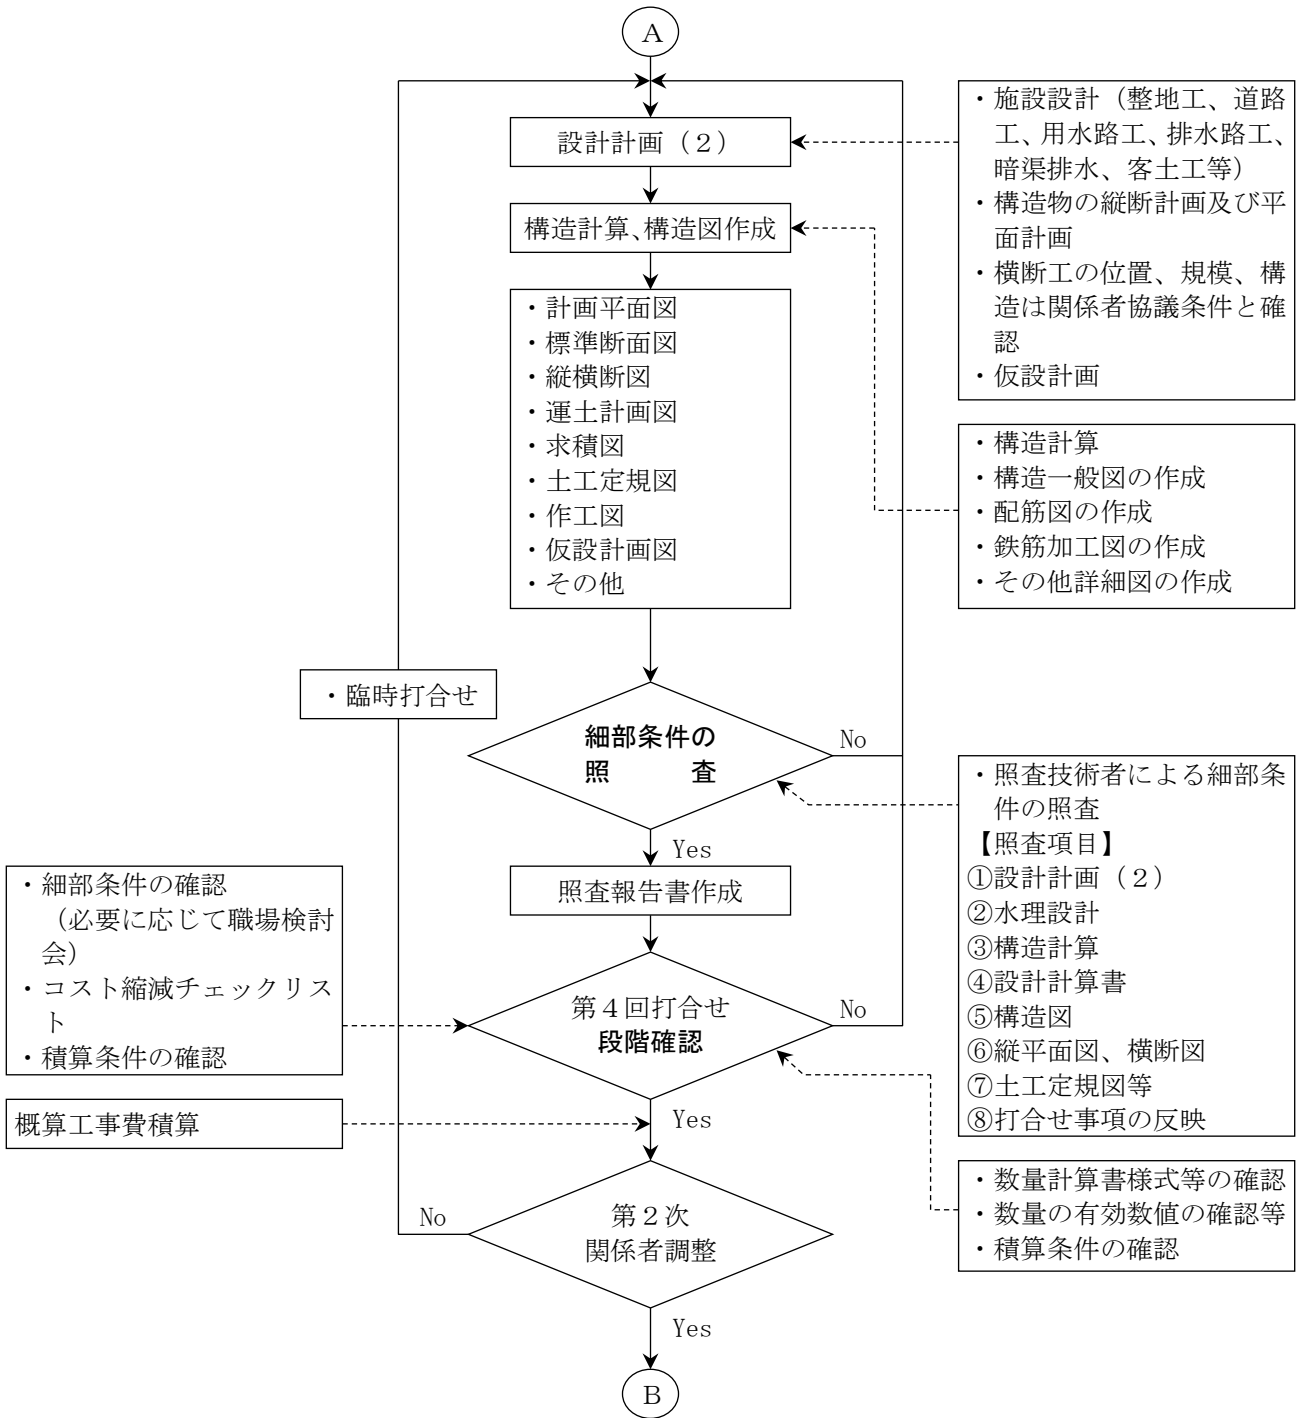 A
設計計画（２）
構造計算、構造図作成
・計画平面図
・標準断面図
・縦横断図
・運土計画図
・求積図
・土工定規図
・作工図
・仮設計画図
・その他
・施設設計（整地工、道路
工、用水路工、排水路工、
暗渠排水、客土工等）
・構造物の縦断計画及び平
面計画
・横断工の位置、規模、構
造は関係者協議条件と確
認
・仮設計画
・構造計算
・構造一般図の作成
・配筋図の作成
・鉄筋加工図の作成
・その他詳細図の作成
・臨時打合せ
細部条件の
照　　査
No
Yes
・照査技術者による細部条
件の照査
【照査項目】
①設計計画（２）
②水理設計
③構造計算
④設計計算書
⑤構造図
⑥縦平面図、横断図
⑦土工定規図等
⑧打合せ事項の反映
照査報告書作成
・細部条件の確認
（必要に応じて職場検討
会）
・コスト縮減チェックリス
ト
・積算条件の確認
第４回打合せ
段階確認
No
Yes
概算工事費積算
・数量計算書様式等の確認
・数量の有効数値の確認等
・積算条件の確認
第２次
関係者調整
No
Yes
B